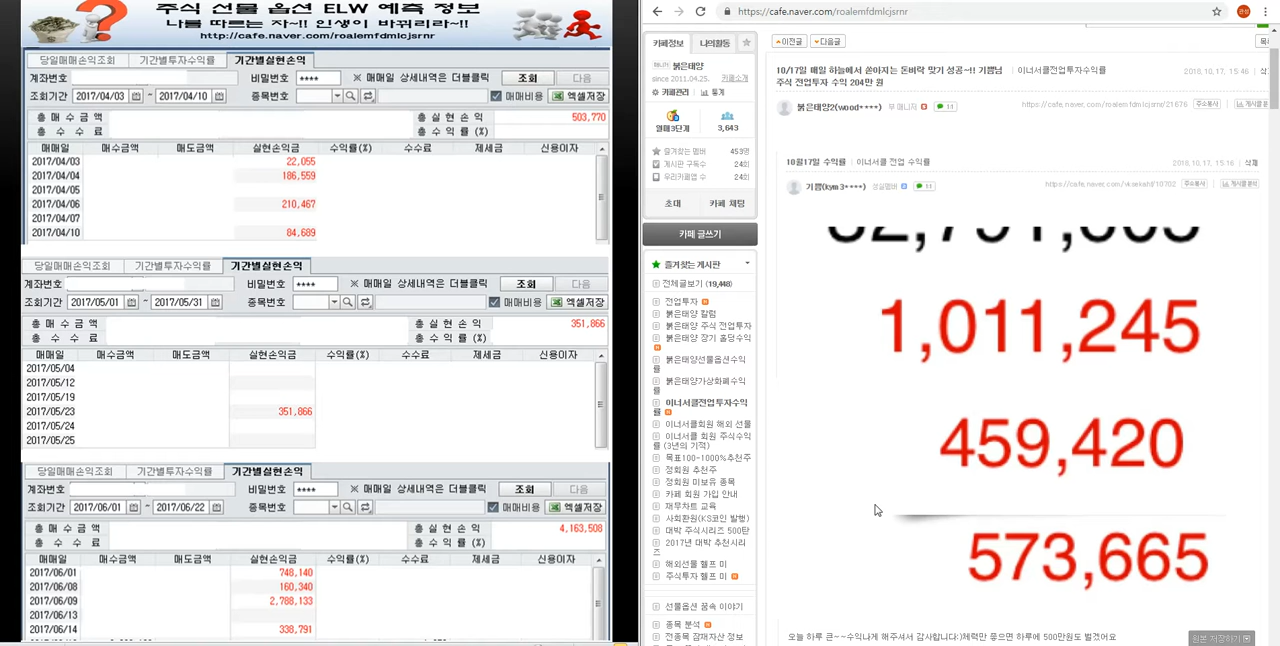 주식 선물 옵션 ELW 예측 정보
나를 따르는 자~!! 인생이 바뀌리라~!!
http://cafe.naver.com/roalemfdmlcjsrnr
당일매매손익조회 기간별투자수익률 기간별실현손익
계좌번호 비밀번호 **** ※ 매매일 상세내역은 더블클릭 조회 다음
조회기간 2017/04/03 ~ 2017/04/10 종목번호 매매비용 엑셀저장
총 매 수 금 액 총 실 현 손 익 503,770
총 수 수 료 총 수 익 률 (%)
매매일 매수금액 매도금액 실현손익금 수익률(%) 수수료 제세금 신용이자
2017/04/03 22,055
2017/04/04 186,559
2017/04/05
2017/04/06 210,467
2017/04/07
2017/04/10 84,689
당일매매손익조회 기간별투자수익률 기간별실현손익
계좌번호 비밀번호 **** ※ 매매일 상세내역은 더블클릭 조회 다음
조회기간 2017/05/01 ~ 2017/05/31 종목번호 매매비용 엑셀저장
총 매 수 금 액 총 실 현 손 익 351,866
총 수 수 료 총 수 익 률 (%)
매매일 매수금액 매도금액 실현손익금 수익률(%) 수수료 제세금 신용이자
2017/05/04
2017/05/12
2017/05/19
2017/05/23 351,866
2017/05/24
2017/05/25
당일매매손익조회 기간별투자수익률 기간별실현손익
계좌번호 비밀번호 **** ※ 매매일 상세내역은 더블클릭 조회 다음
조회기간 2017/06/01 ~ 2017/06/22 종목번호 매매비용 엑셀저장
총 매 수 금 액 총 실 현 손 익 4,163,508
총 수 수 료 총 수 익 률 (%)
매매일 매수금액 매도금액 실현손익금 수익률(%) 수수료 제세금 신용이자
2017/06/01 748,140
2017/06/08 160,340
2017/06/09 2,788,133
2017/06/13
2017/06/14 338,791
https://cafe.naver.com/roalemfdmlcjsrnr
카페정보 나의활동
붉은태양
since 2011.04.25. 카페소개
카페관리 통계
열매3단계 3,643
즐겨찾는 멤버 453명
게시판 구독수 24회
우리카페앱 수 24회
초대 카페 채팅
카페 글쓰기
즐겨찾는 게시판
전체글보기 (19,448)
전업투자
붉은태양 칼럼
붉은태양 주식 전업투자
붉은태양 장기 홀딩수익률
붉은태양선물옵션수익률
붉은태양가상화폐수익률
이너서클전업투자수익률
이너서클회원 해외 선물
이너서클 회원 주식수익률 (3년의 기적)
목표100-1000%추천주
정회원 추천주
정회원 미보유 종목
카페 회원 가입 안내
재무차트 교육
사회환원(KS코인 발행)
대박 주식시리즈 500탄
2017년 대박 추천시리즈
해외선물 헬프 미
주식투자 헬프 미
선물옵션 꿈속 이야기
종목 분석
전종목 잠재자산 정보
이전글 다음글
10/17일 매일 하늘에서 쏟아지는 돈벼락 맞기 성공~!! 기쁨님
주식 전업투자 수익 204만 원
이너서클전업투자수익률 2018.10.17. 15:46 삭제
붉은태양2(wood****) 부매니저 1:1
https://cafe.naver.com/roalemfdmlcjsrnr/21676 주소복사
10월17일 수익률 이너서클 전업 수익률 2018.10.17. 15:16 삭제
기쁨(kym3****) 성실멤버 1:1
주소복사 게시글 분석
1,011,245
459,420
573,665
오늘 하루 큰~~수익나게 해주셔서 감사합니다:)체력만 좋으면 하루에 500만원도 벌겠어요
원본 저장하기